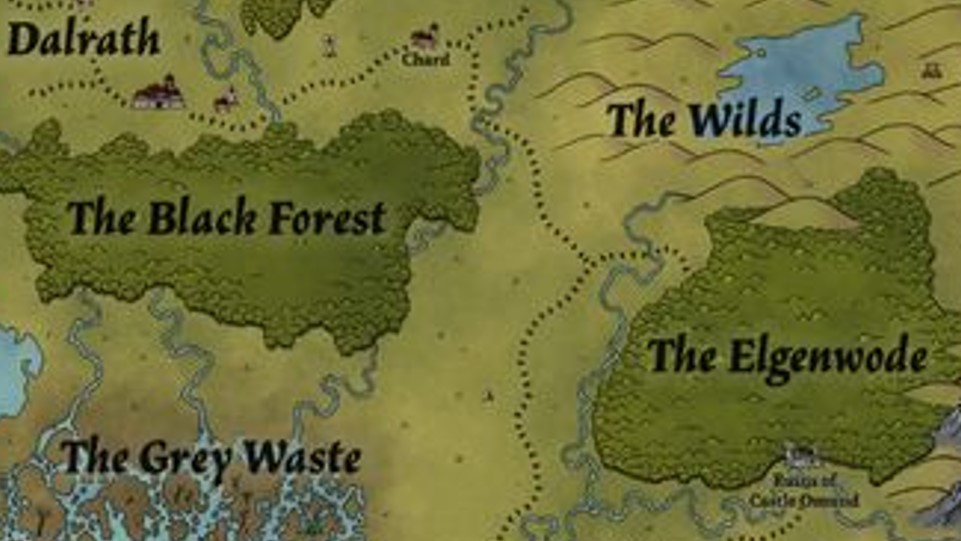 Dalrath
Chard
The Wilds
The Black Forest
The Elgenwode
The Grey Waste
Ruins of
Castle Osmund